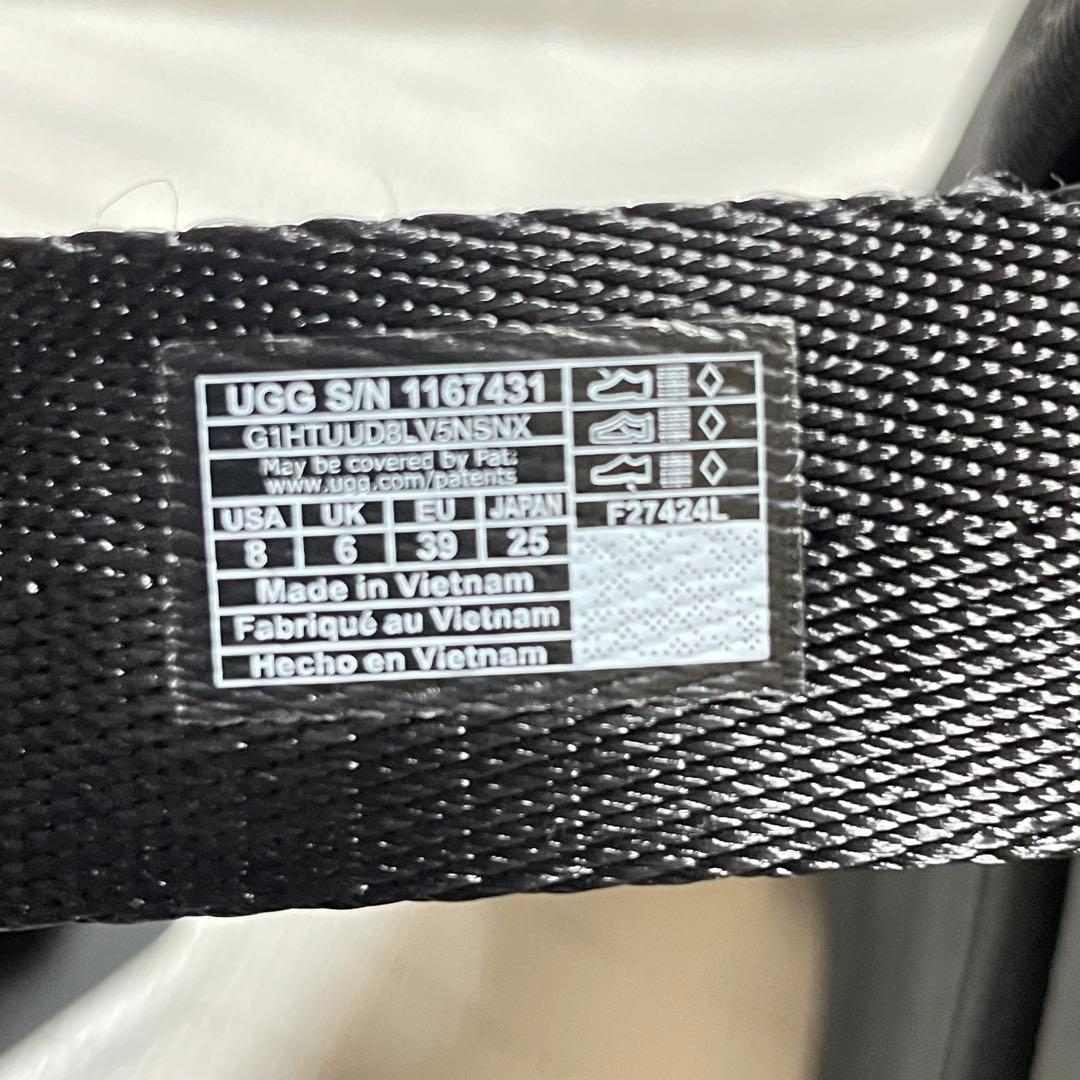 UGG S/N 1167431
G1HTUUD8LV5NSNX
May be covered by Pat:
www.ugg.com/patents
USA UK EU JAPAN
8 6 39 25
Made in Vietnam
Fabriqué au Vietnam
Hecho en Vietnam
F27424L